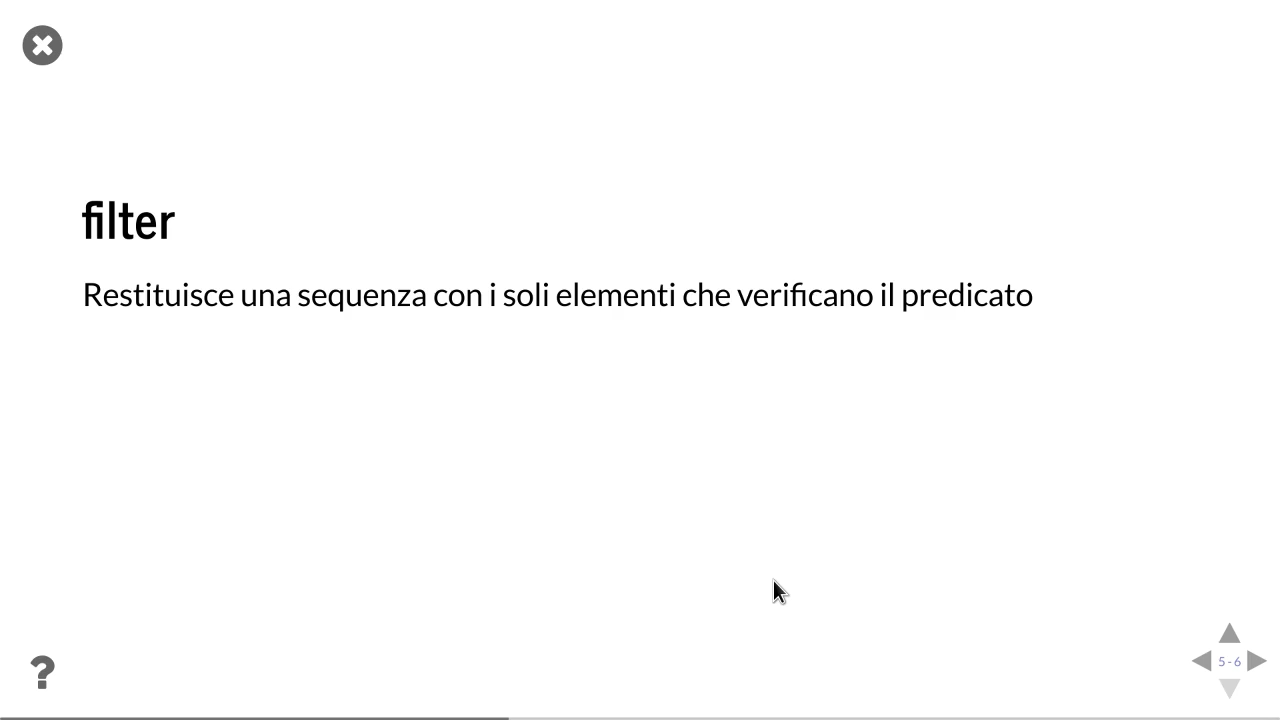 filter
Restituisce una sequenza con i soli elementi che verificano il predicato
?
5-6